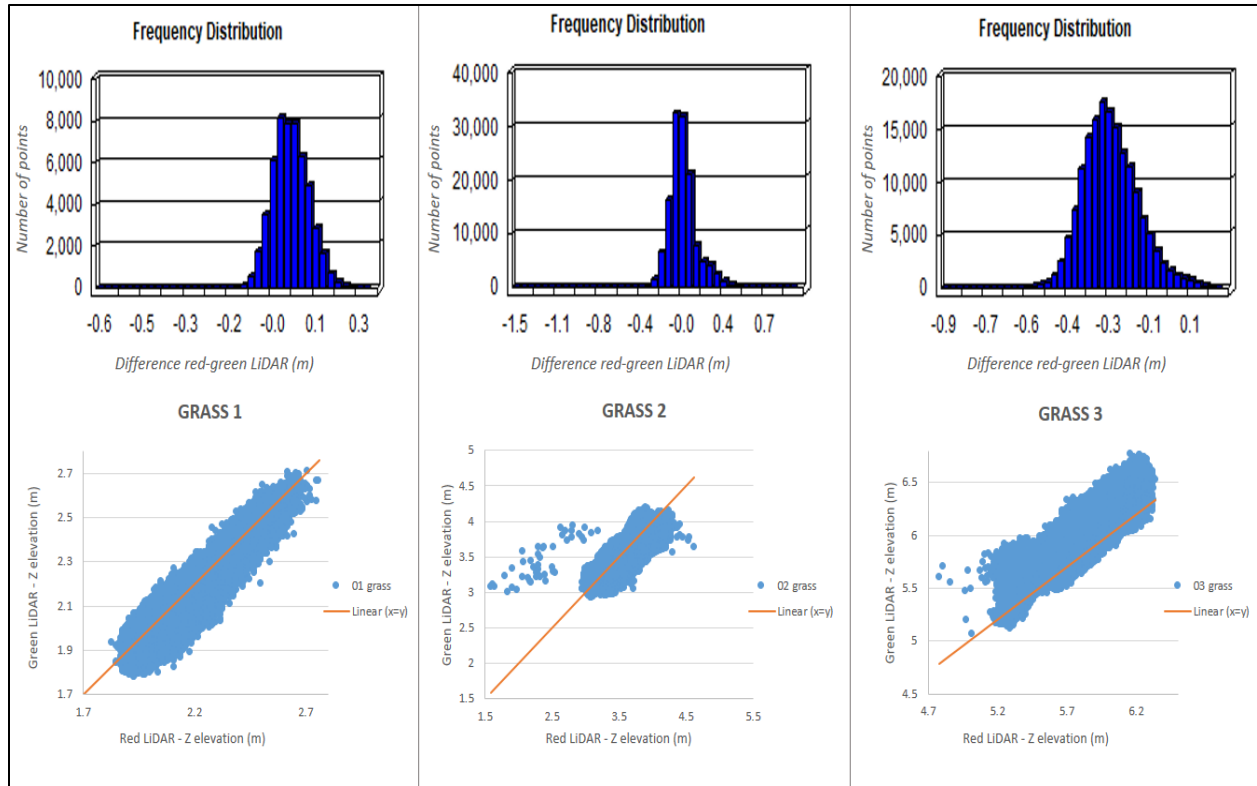 Frequency Distribution
10,000
8,000
6,000
4,000
2,000
0
Number of points
-0.6 -0.5 -0.3 -0.2 -0.0 0.1 0.3
Difference red-green LiDAR (m)
GRASS 1
2.7
2.5
2.3
2.1
1.9
1.7
Green LiDAR - Z elevation (m)
1.7 2.2 2.7
Red LiDAR - Z elevation (m)
01 grass
Linear (x=y)
Frequency Distribution
40,000
30,000
20,000
10,000
0
Number of points
-1.5 -1.1 -0.8 -0.4 -0.0 0.4 0.7
Difference red-green LiDAR (m)
GRASS 2
5
4.5
4
3.5
3
2.5
2
1.5
Green LiDAR - Z elevation (m)
1.5 2.5 3.5 4.5 5.5
Red LiDAR - Z elevation (m)
02 grass
Linear (x=y)
Frequency Distribution
20,000
15,000
10,000
5,000
0
Number of points
-0.9 -0.7 -0.6 -0.4 -0.3 -0.1 0.1
Difference red-green LiDAR (m)
GRASS 3
6.5
6
5.5
5
4.5
Green LiDAR - Z elevation (m)
4.7 5.2 5.7 6.2
Red LiDAR - Z elevation (m)
03 grass
Linear (x=y)